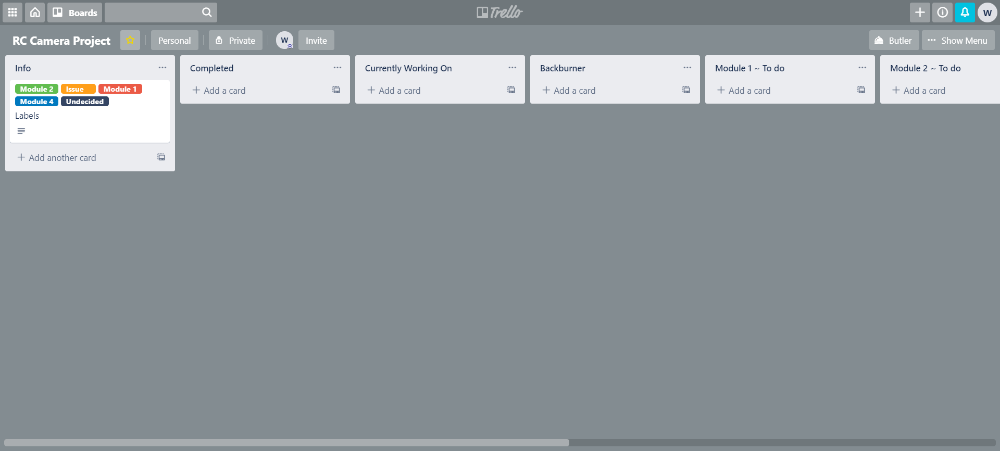 Boards
Trello
W
RC Camera Project
Personal
Private
W
Invite
Butler
Show Menu
Info
Module 2 Issue Module 1
Module 4 Undecided
Labels
+ Add another card
Completed
+ Add a card
Currently Working On
+ Add a card
Backburner
+ Add a card
Module 1 ~ To do
+ Add a card
Module 2 ~ To do
+ Add a card